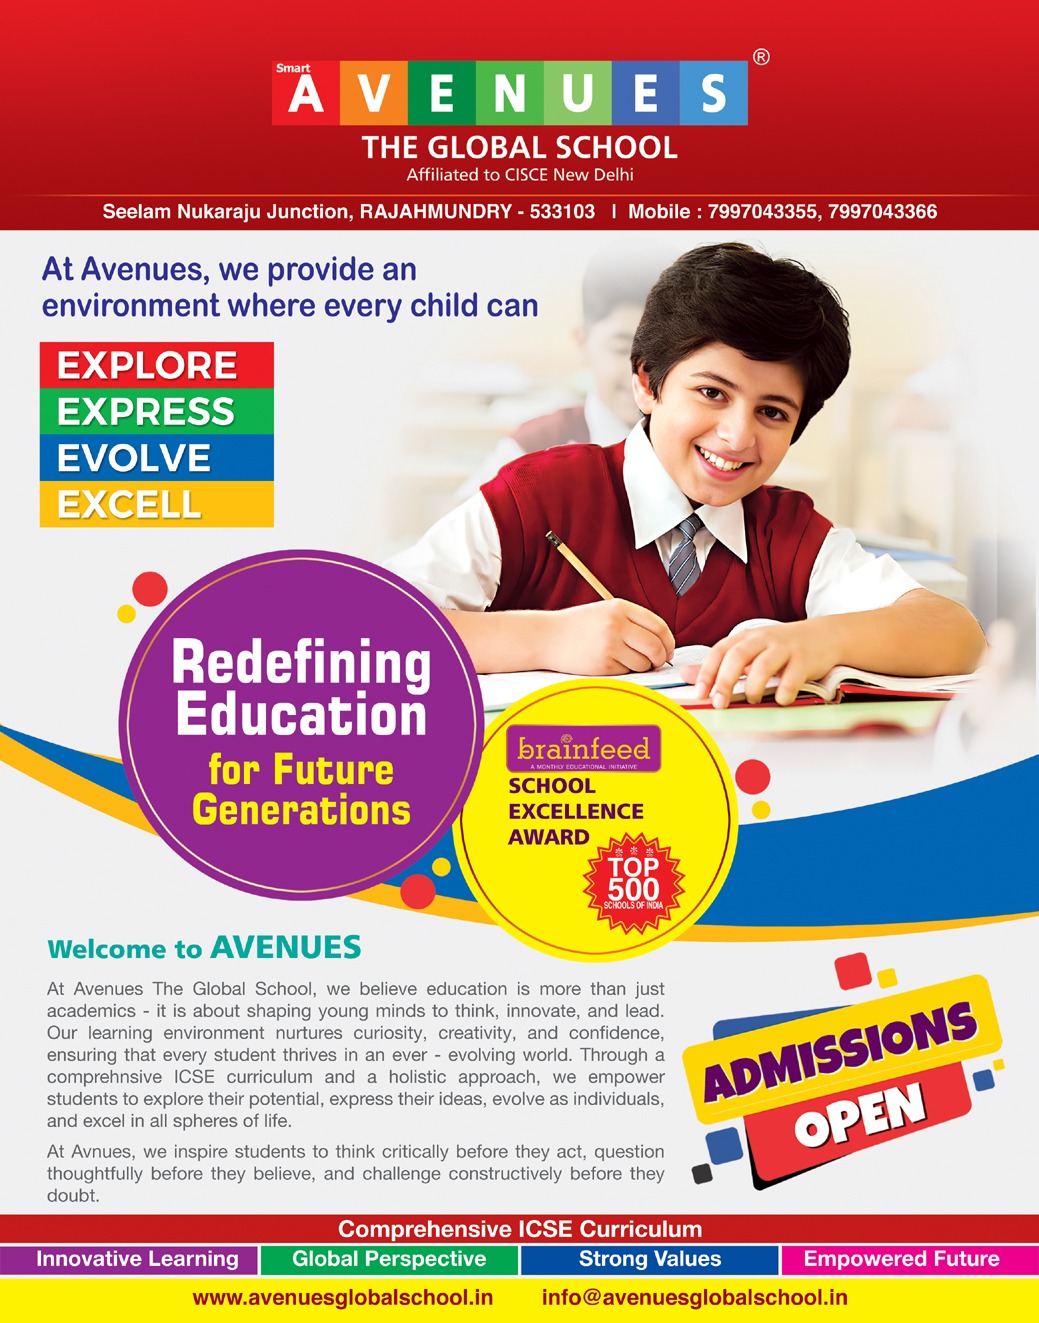 Smart
AVENUES®
THE GLOBAL SCHOOL
Affiliated to CISCE New Delhi
Seelam Nukaraju Junction, RAJAHMUNDRY - 533103 I Mobile : 7997043355, 7997043366
At Avenues, we provide an
environment where every child can
EXPLORE
EXPRESS
EVOLVE
EXCELL
Redefining
Education
for Future
Generations
brainfeed
A MONTHLY EDUCATIONAL INITIATIVE
SCHOOL
EXCELLENCE
AWARD
TOP
500
SCHOOLS OF INDIA
Welcome to AVENUES
At Avenues The Global School, we believe education is more than just
academics - it is about shaping young minds to think, innovate, and lead.
Our learning environment nurtures curiosity, creativity, and confidence,
ensuring that every student thrives in an ever - evolving world. Through a
comprehnsive ICSE curriculum and a holistic approach, we empower
students to explore their potential, express their ideas, evolve as individuals,
and excel in all spheres of life.
At Avnues, we inspire students to think critically before they act, question
thoughtfully before they believe, and challenge constructively before they
doubt.
ADMISSIONS
OPEN
Comprehensive ICSE Curriculum
Innovative Learning Global Perspective Strong Values Empowered Future
www.avenuesglobalschool.in info@avenuesglobalschool.in